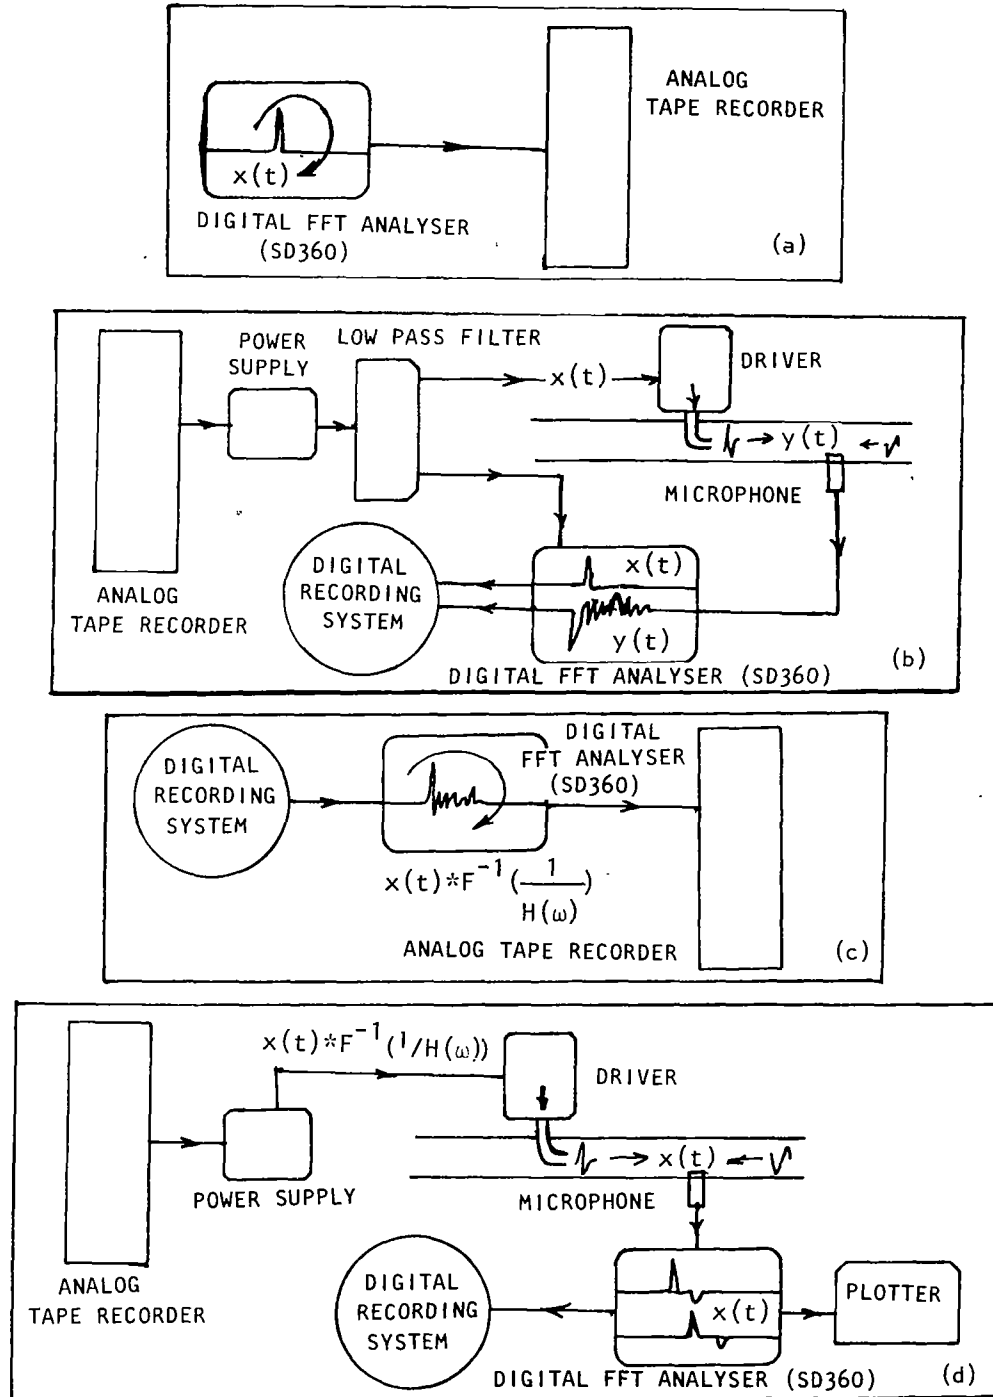 ANALOG
TAPE RECORDER
x(t)
DIGITAL FFT ANALYSER
(SD360)
(a)
POWER
SUPPLY
LOW PASS FILTER
x(t)
DRIVER
y(t)
MICROPHONE
DIGITAL
RECORDING
SYSTEM
x(t)
y(t)
ANALOG
TAPE RECORDER
DIGITAL FFT ANALYSER (SD360)
(b)
DIGITAL
RECORDING
SYSTEM
DIGITAL
FFT ANALYSER
(SD360)
x(t)*F⁻¹(1/H(ω))
ANALOG TAPE RECORDER
(c)
x(t)*F⁻¹(1/H(ω))
DRIVER
x(t)
POWER SUPPLY
MICROPHONE
ANALOG
TAPE RECORDER
DIGITAL
RECORDING
SYSTEM
x(t)
PLOTTER
DIGITAL FFT ANALYSER (SD360)
(d)